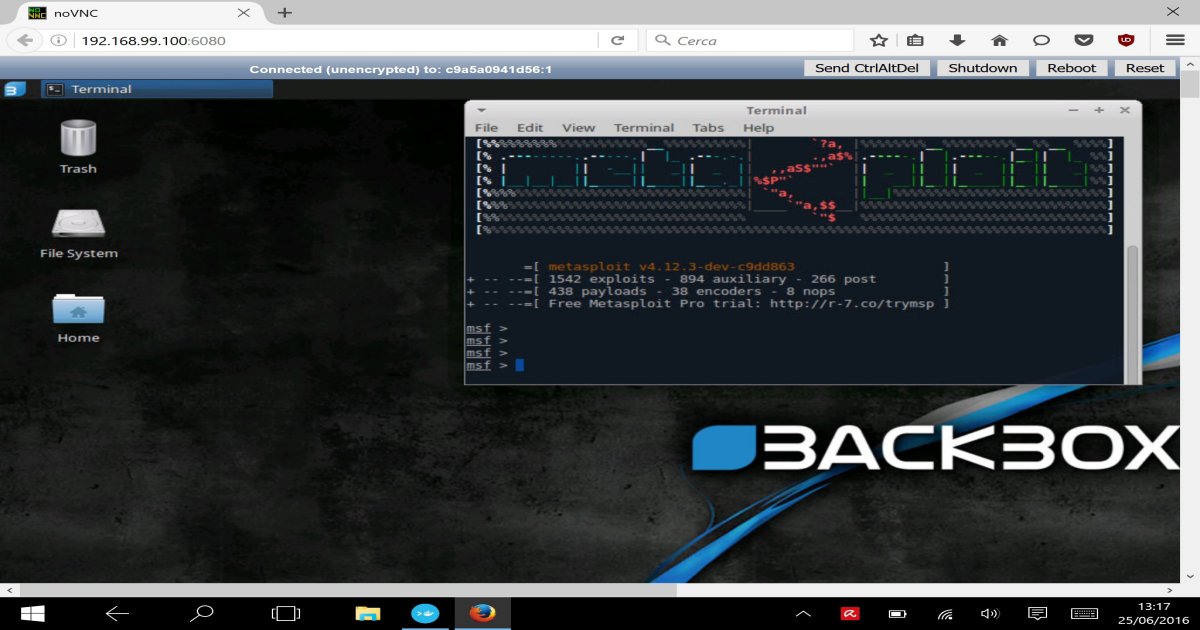 noVNC
192.168.99.100:6080
Cerca
Connected (unencrypted) to: c9a5a0941d56:1
Send CtrlAltDel
Shutdown
Reboot
Reset
Terminal
Terminal
File Edit View Terminal Tabs Help
Trash
File System
Home
metasploit
=[ metasploit v4.12.3-dev-c9dd863 ]
+ -- --=[ 1542 exploits - 894 auxiliary - 266 post ]
+ -- --=[ 438 payloads - 38 encoders - 8 nops ]
+ -- --=[ Free Metasploit Pro trial: http://r-7.co/trymsp ]
msf >
msf >
msf >
msf >
BACKBOX
13:17
25/06/2016